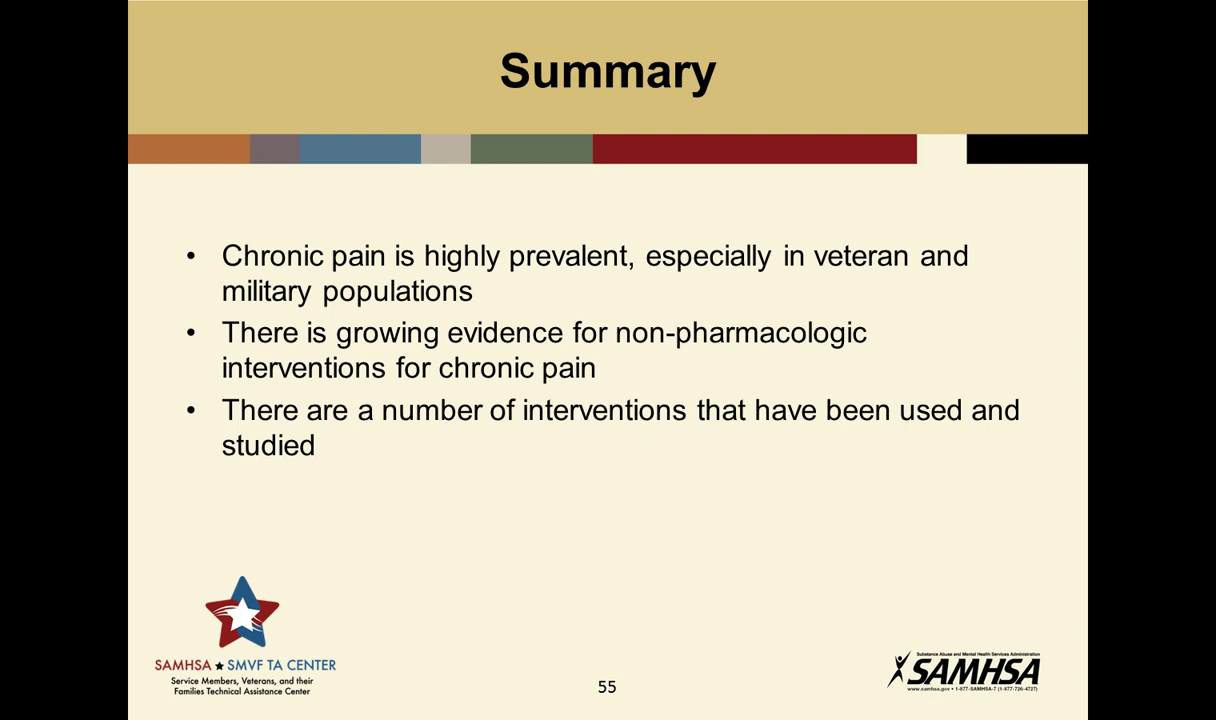 Summary
• Chronic pain is highly prevalent, especially in veteran and
military populations
• There is growing evidence for non-pharmacologic
interventions for chronic pain
• There are a number of interventions that have been used and
studied
SAMHSA ★ SMVF TA CENTER
Service Members, Veterans, and their
Families Technical Assistance Center
55
Substance Abuse and Mental Health Services Administration
SAMHSA
www.samhsa.gov • 1-877-SAMHSA-7 (1-877-726-4727)